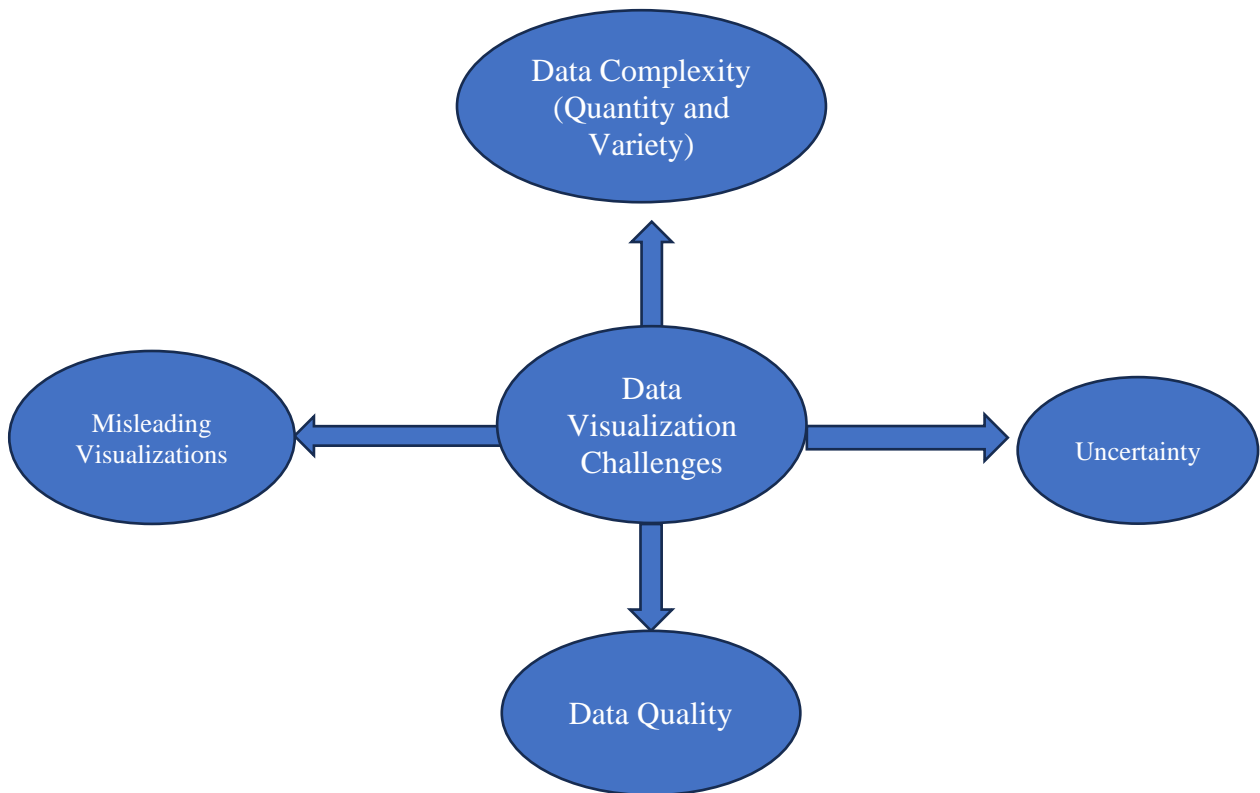 Data Complexity
(Quantity and
Variety)
Data
Visualization
Challenges
Misleading
Visualizations
Uncertainty
Data Quality